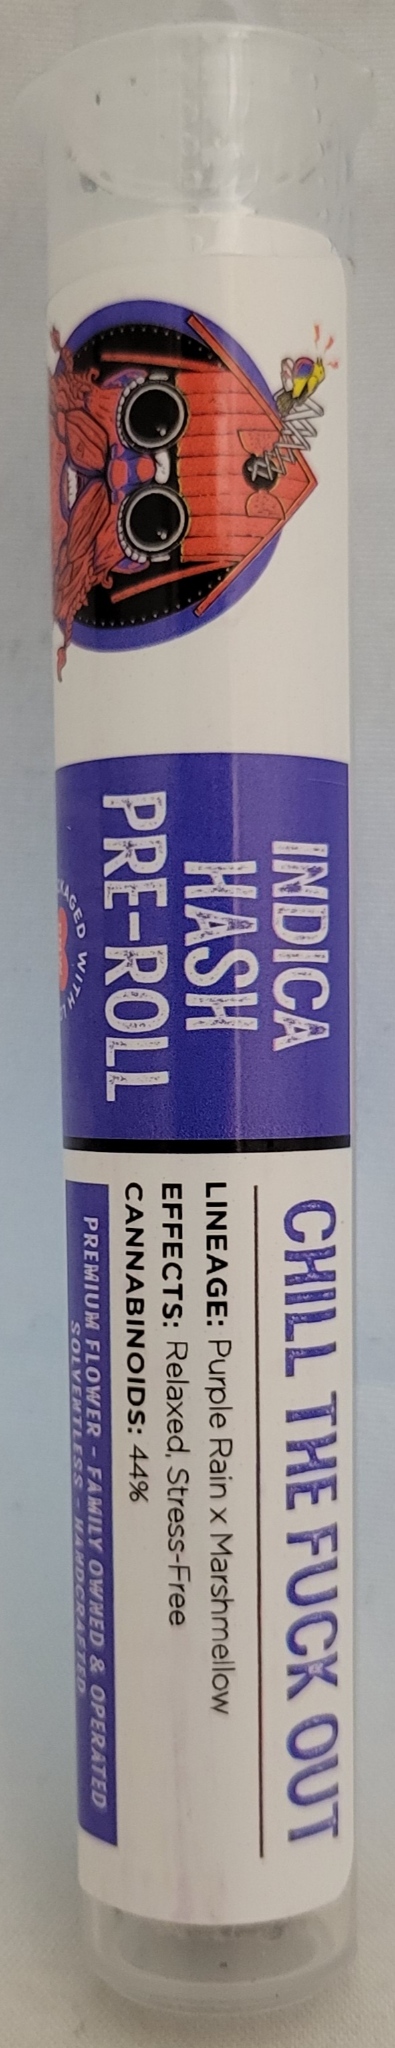 INDICA
HASH
PRE-ROLL
CHILL THE FUCK OUT
LINEAGE: Purple Rain x Marshmellow
EFFECTS: Relaxed, Stress-Free
CANNABINOIDS: 44%
PREMIUM FLOWER - FAMILY OWNED & OPERATED
SOLVENTLESS - HANDCRAFTED
WITH